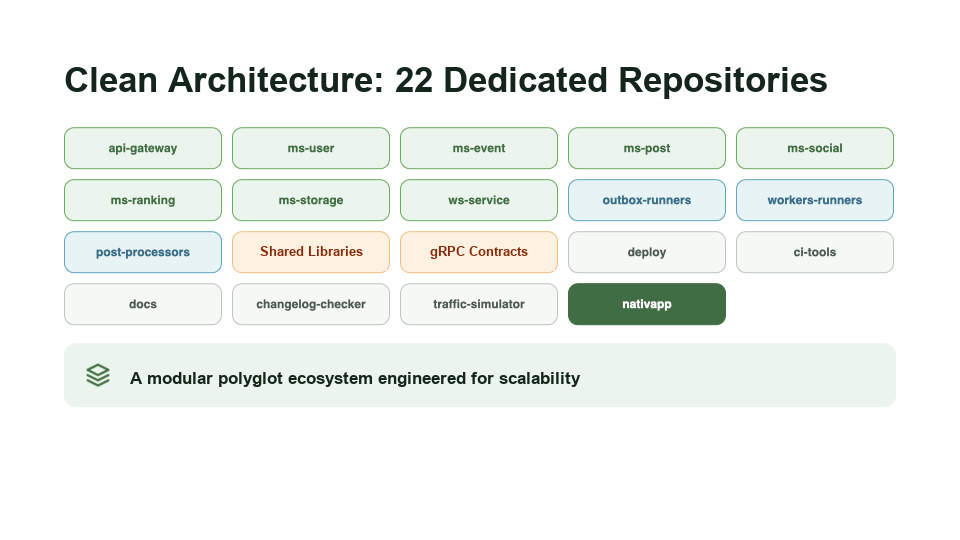 Clean Architecture: 22 Dedicated Repositories
api-gateway
ms-user
ms-event
ms-post
ms-social
ms-ranking
ms-storage
ws-service
outbox-runners
workers-runners
post-processors
Shared Libraries
gRPC Contracts
deploy
ci-tools
docs
changelog-checker
traffic-simulator
nativapp
A modular polyglot ecosystem engineered for scalability